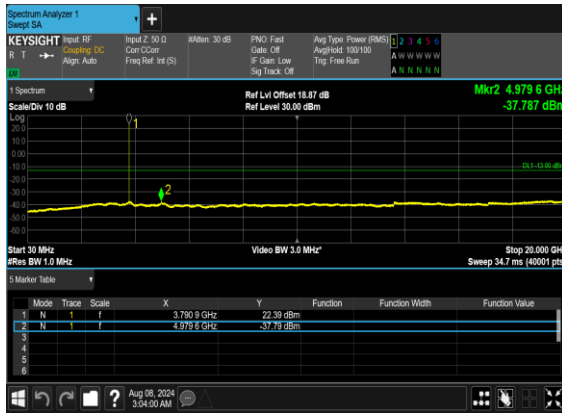 Spectrum Analyzer 1
Swept SA
KEYSIGHT Input: RF Input Z: 50 Ω #Atten: 30 dB PNO: Fast Avg Type: Power (RMS) 1 2 3 4 5 6
R T Coupling: DC Corr CCorr Gate: Off Avg|Hold: 100/100 A W W W W W
Align: Auto Freq Ref: Int (S) IF Gain: Low Trig: Free Run
Sig Track: Off A N N N N N
LXI
1 Spectrum Ref Lvl Offset 18.87 dB Mkr2 4.979 6 GHz
Scale/Div 10 dB Ref Level 30.00 dBm -37.787 dBm
Log
1
20.0
10.0
0.00
-10.0 DL1 -13.00 dBm
-20.0
2
-30.0
-40.0
-50.0
-60.0
Start 30 MHz Video BW 3.0 MHz* Stop 20.000 GH
#Res BW 1.0 MHz Sweep 34.7 ms (40001 pts
5 Marker Table
Mode Trace Scale X Y Function Function Width Function Value
1 N 1 f 3.790 9 GHz 22.39 dBm
2 N 1 f 4.979 6 GHz -37.79 dBm
3
4
5
6
? Aug 08, 2024
3:04:00 AM